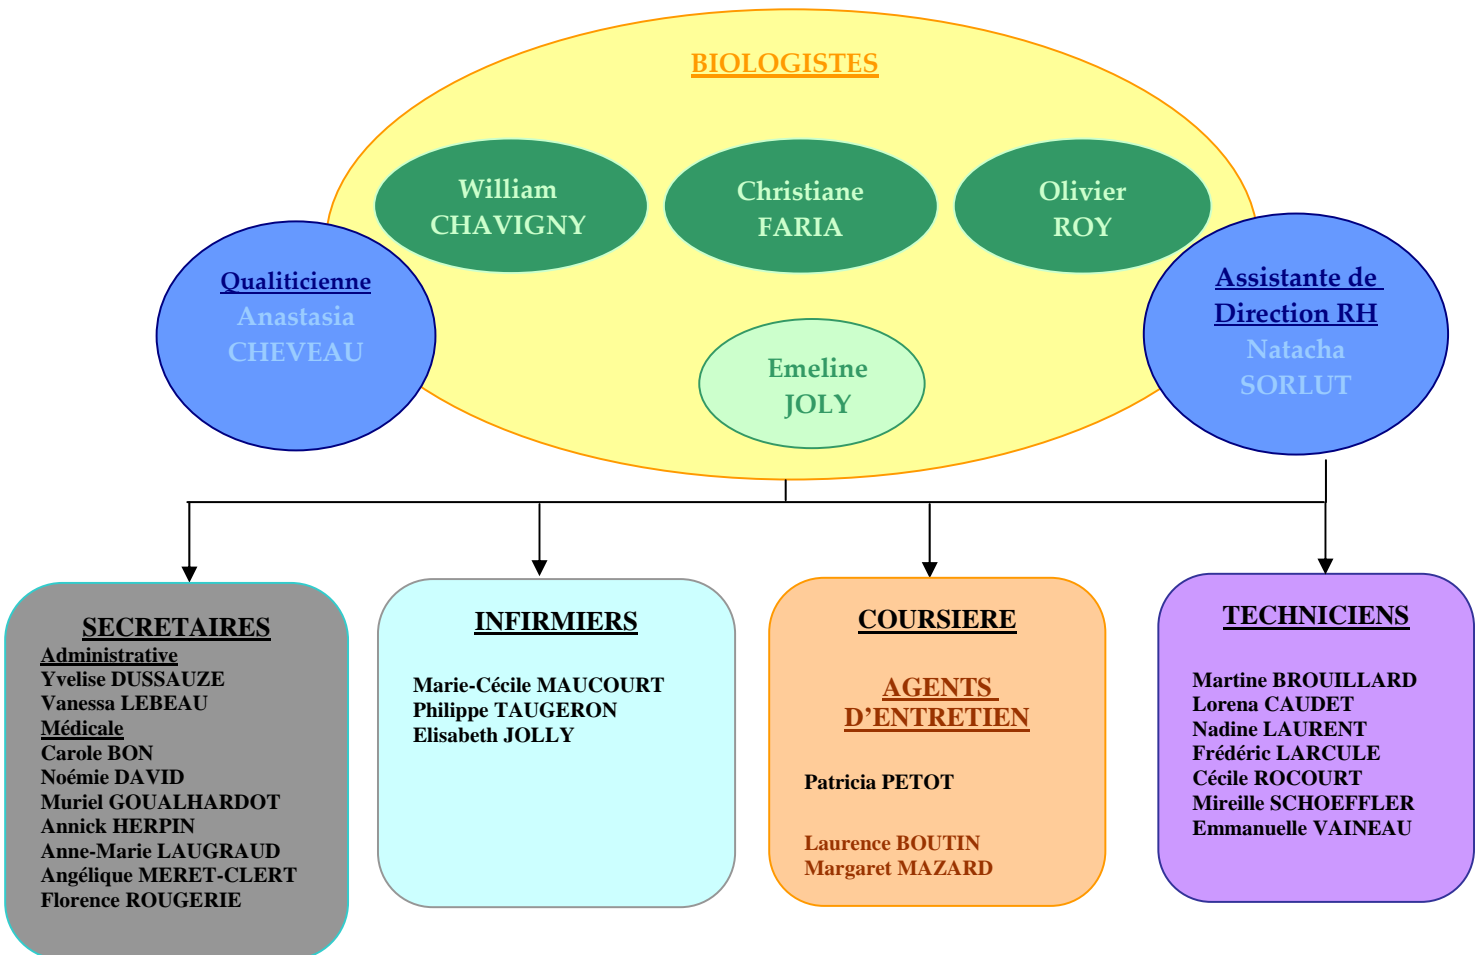 BIOLOGISTES
William
CHAVIGNY
Christiane
FARIA
Olivier
ROY
Qualiticienne
Anastasia
CHEVEAU
Assistante de
Direction RH
Natacha
SORLUT
Emeline
JOLY
SECRETAIRES
Administrative
Yvelise DUSSAUZE
Vanessa LEBEAU
Médicale
Carole BON
Noémie DAVID
Muriel GOUALHARDOT
Annick HERPIN
Anne-Marie LAUGRAUD
Angélique MERET-CLERT
Florence ROUGERIE
INFIRMIERS
Marie-Cécile MAUCOURT
Philippe TAUGERON
Elisabeth JOLLY
COURSIERE
AGENTS
D’ENTRETIEN
Patricia PETOT
Laurence BOUTIN
Margaret MAZARD
TECHNICIENS
Martine BROUILLARD
Lorena CAUDET
Nadine LAURENT
Frédéric LARCULE
Cécile ROCOURT
Mireille SCHOEFFLER
Emmanuelle VAINEAU